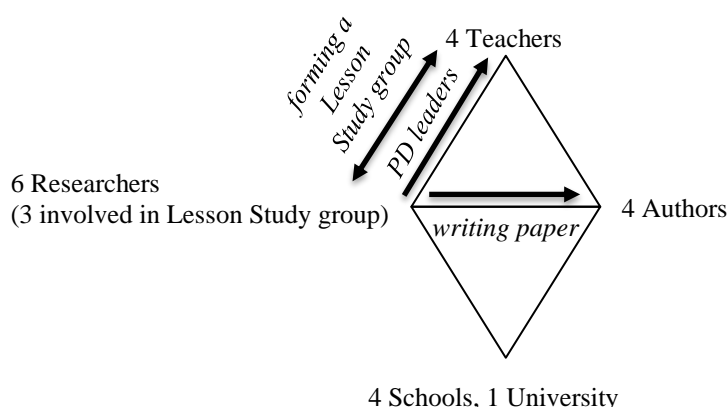 forming a
Lesson
Study group
4 Teachers
PD leaders
6 Researchers
(3 involved in Lesson Study group)
4 Authors
writing paper
4 Schools, 1 University